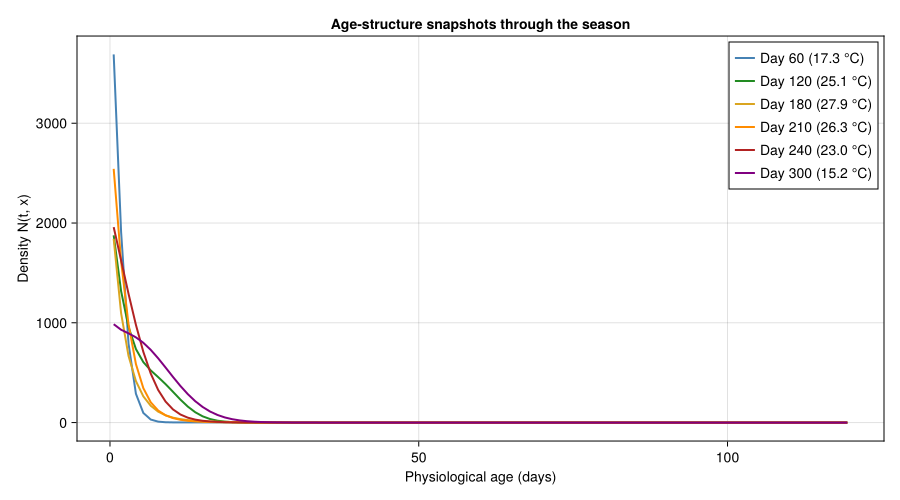 Age-structure snapshots through the season
Density N(t, x)
3000
2000
1000
0
0 50 100
Physiological age (days)
Day 60 (17.3 °C)
Day 120 (25.1 °C)
Day 180 (27.9 °C)
Day 210 (26.3 °C)
Day 240 (23.0 °C)
Day 300 (15.2 °C)